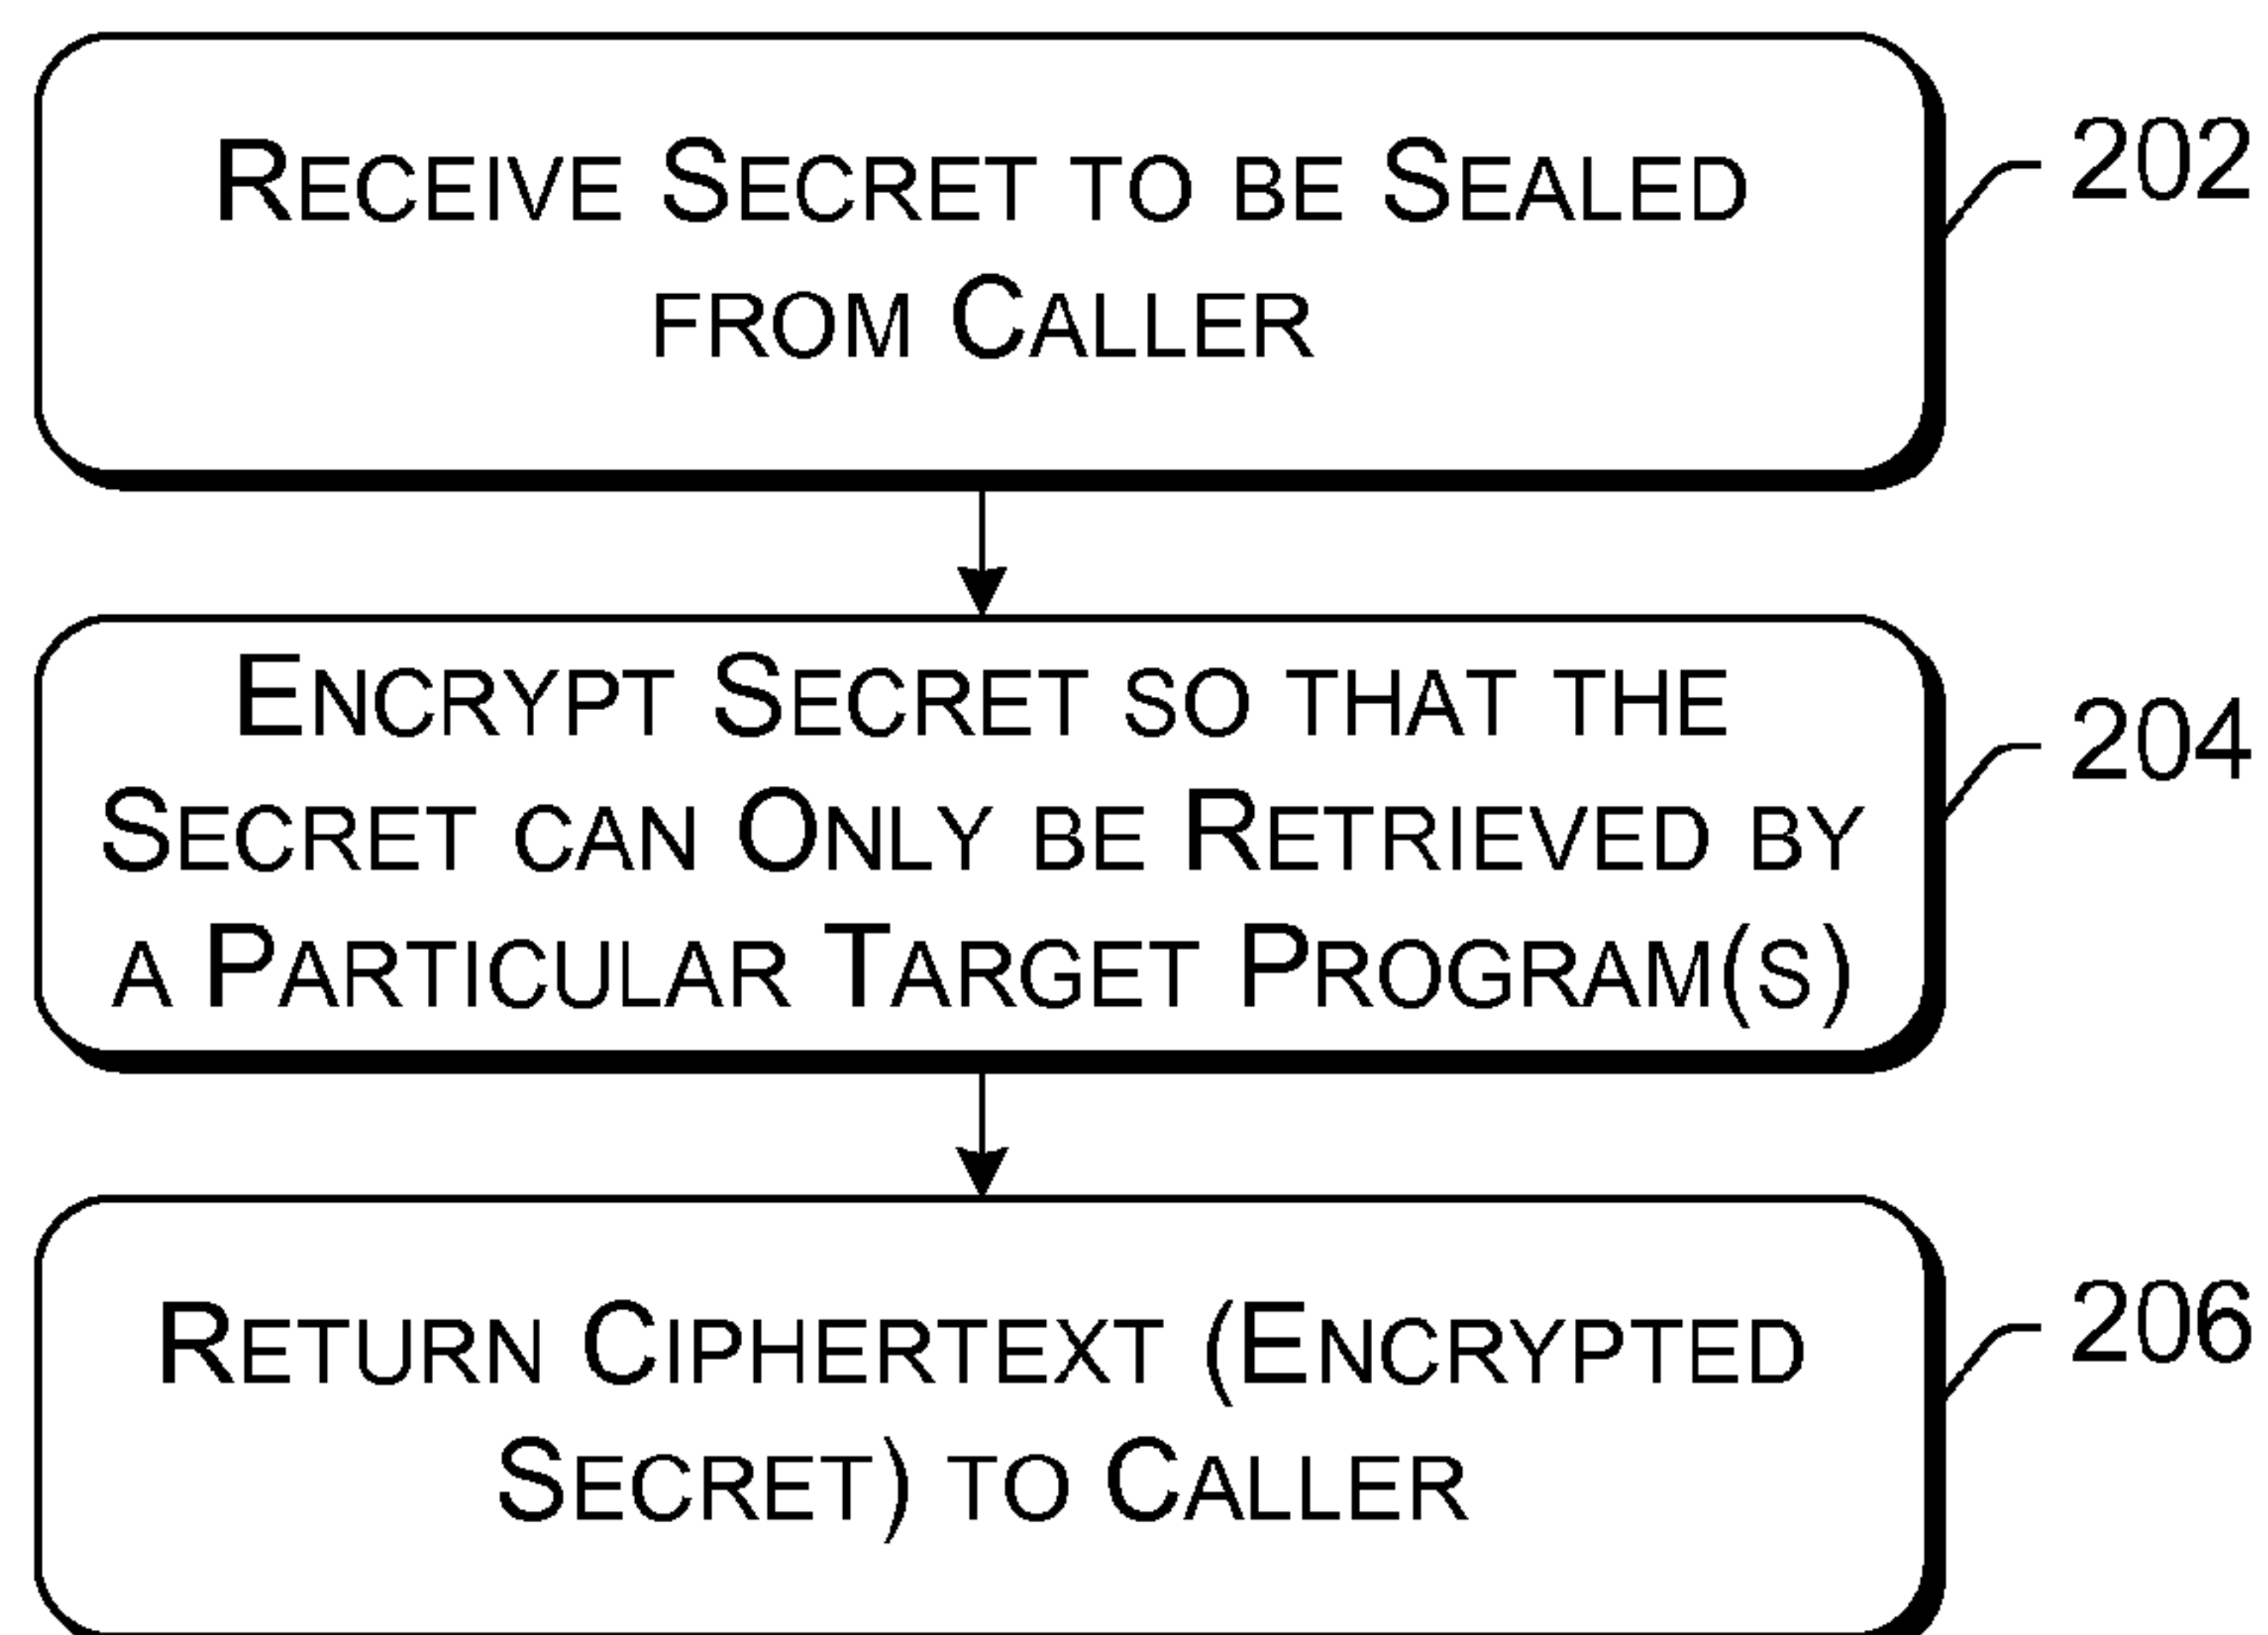 RECEIVE SECRET TO BE SEALED
FROM CALLER
202
ENCRYPT SECRET SO THAT THE
SECRET CAN ONLY BE RETRIEVED BY
A PARTICULAR TARGET PROGRAM(S)
204
RETURN CIPHERTEXT (ENCRYPTED
SECRET) TO CALLER
206